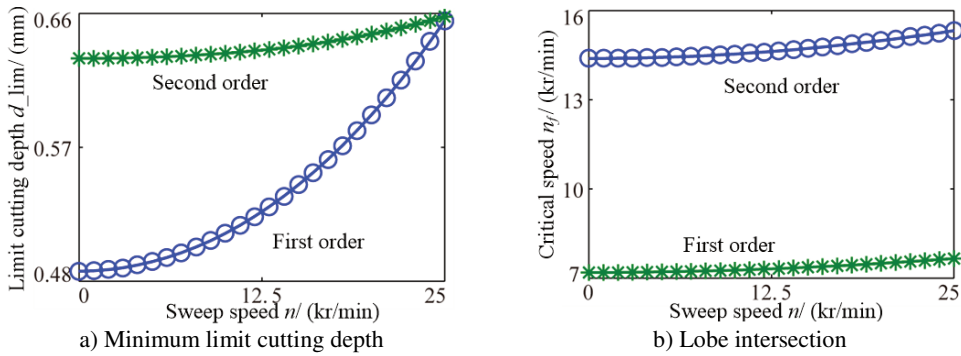 Limit cutting depth d_lim/ (mm)
0.66
0.57
0.48
Second order
First order
0
12.5
25
Sweep speed n/ (kr/min)
a) Minimum limit cutting depth
Critical speed nf/ (kr/min)
16
13
10
7
Second order
First order
0
12.5
25
Sweep speed n/ (kr/min)
b) Lobe intersection